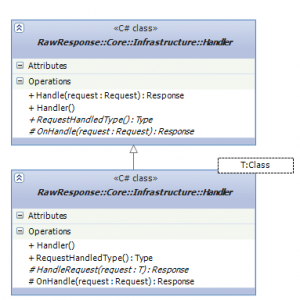 «C# class»
RawResponse::Core::Infrastructure::Handler
Attributes
Operations
+ Handle(request : Request) : Response
+ Handler()
+ RequestHandledType() : Type
# OnHandle(request : Request) : Response
T:Class
«C# class»
RawResponse::Core::Infrastructure::Handler
Attributes
Operations
+ Handler()
+ RequestHandledType() : Type
# HandleRequest(request : T) : Response
# OnHandle(request : Request) : Response